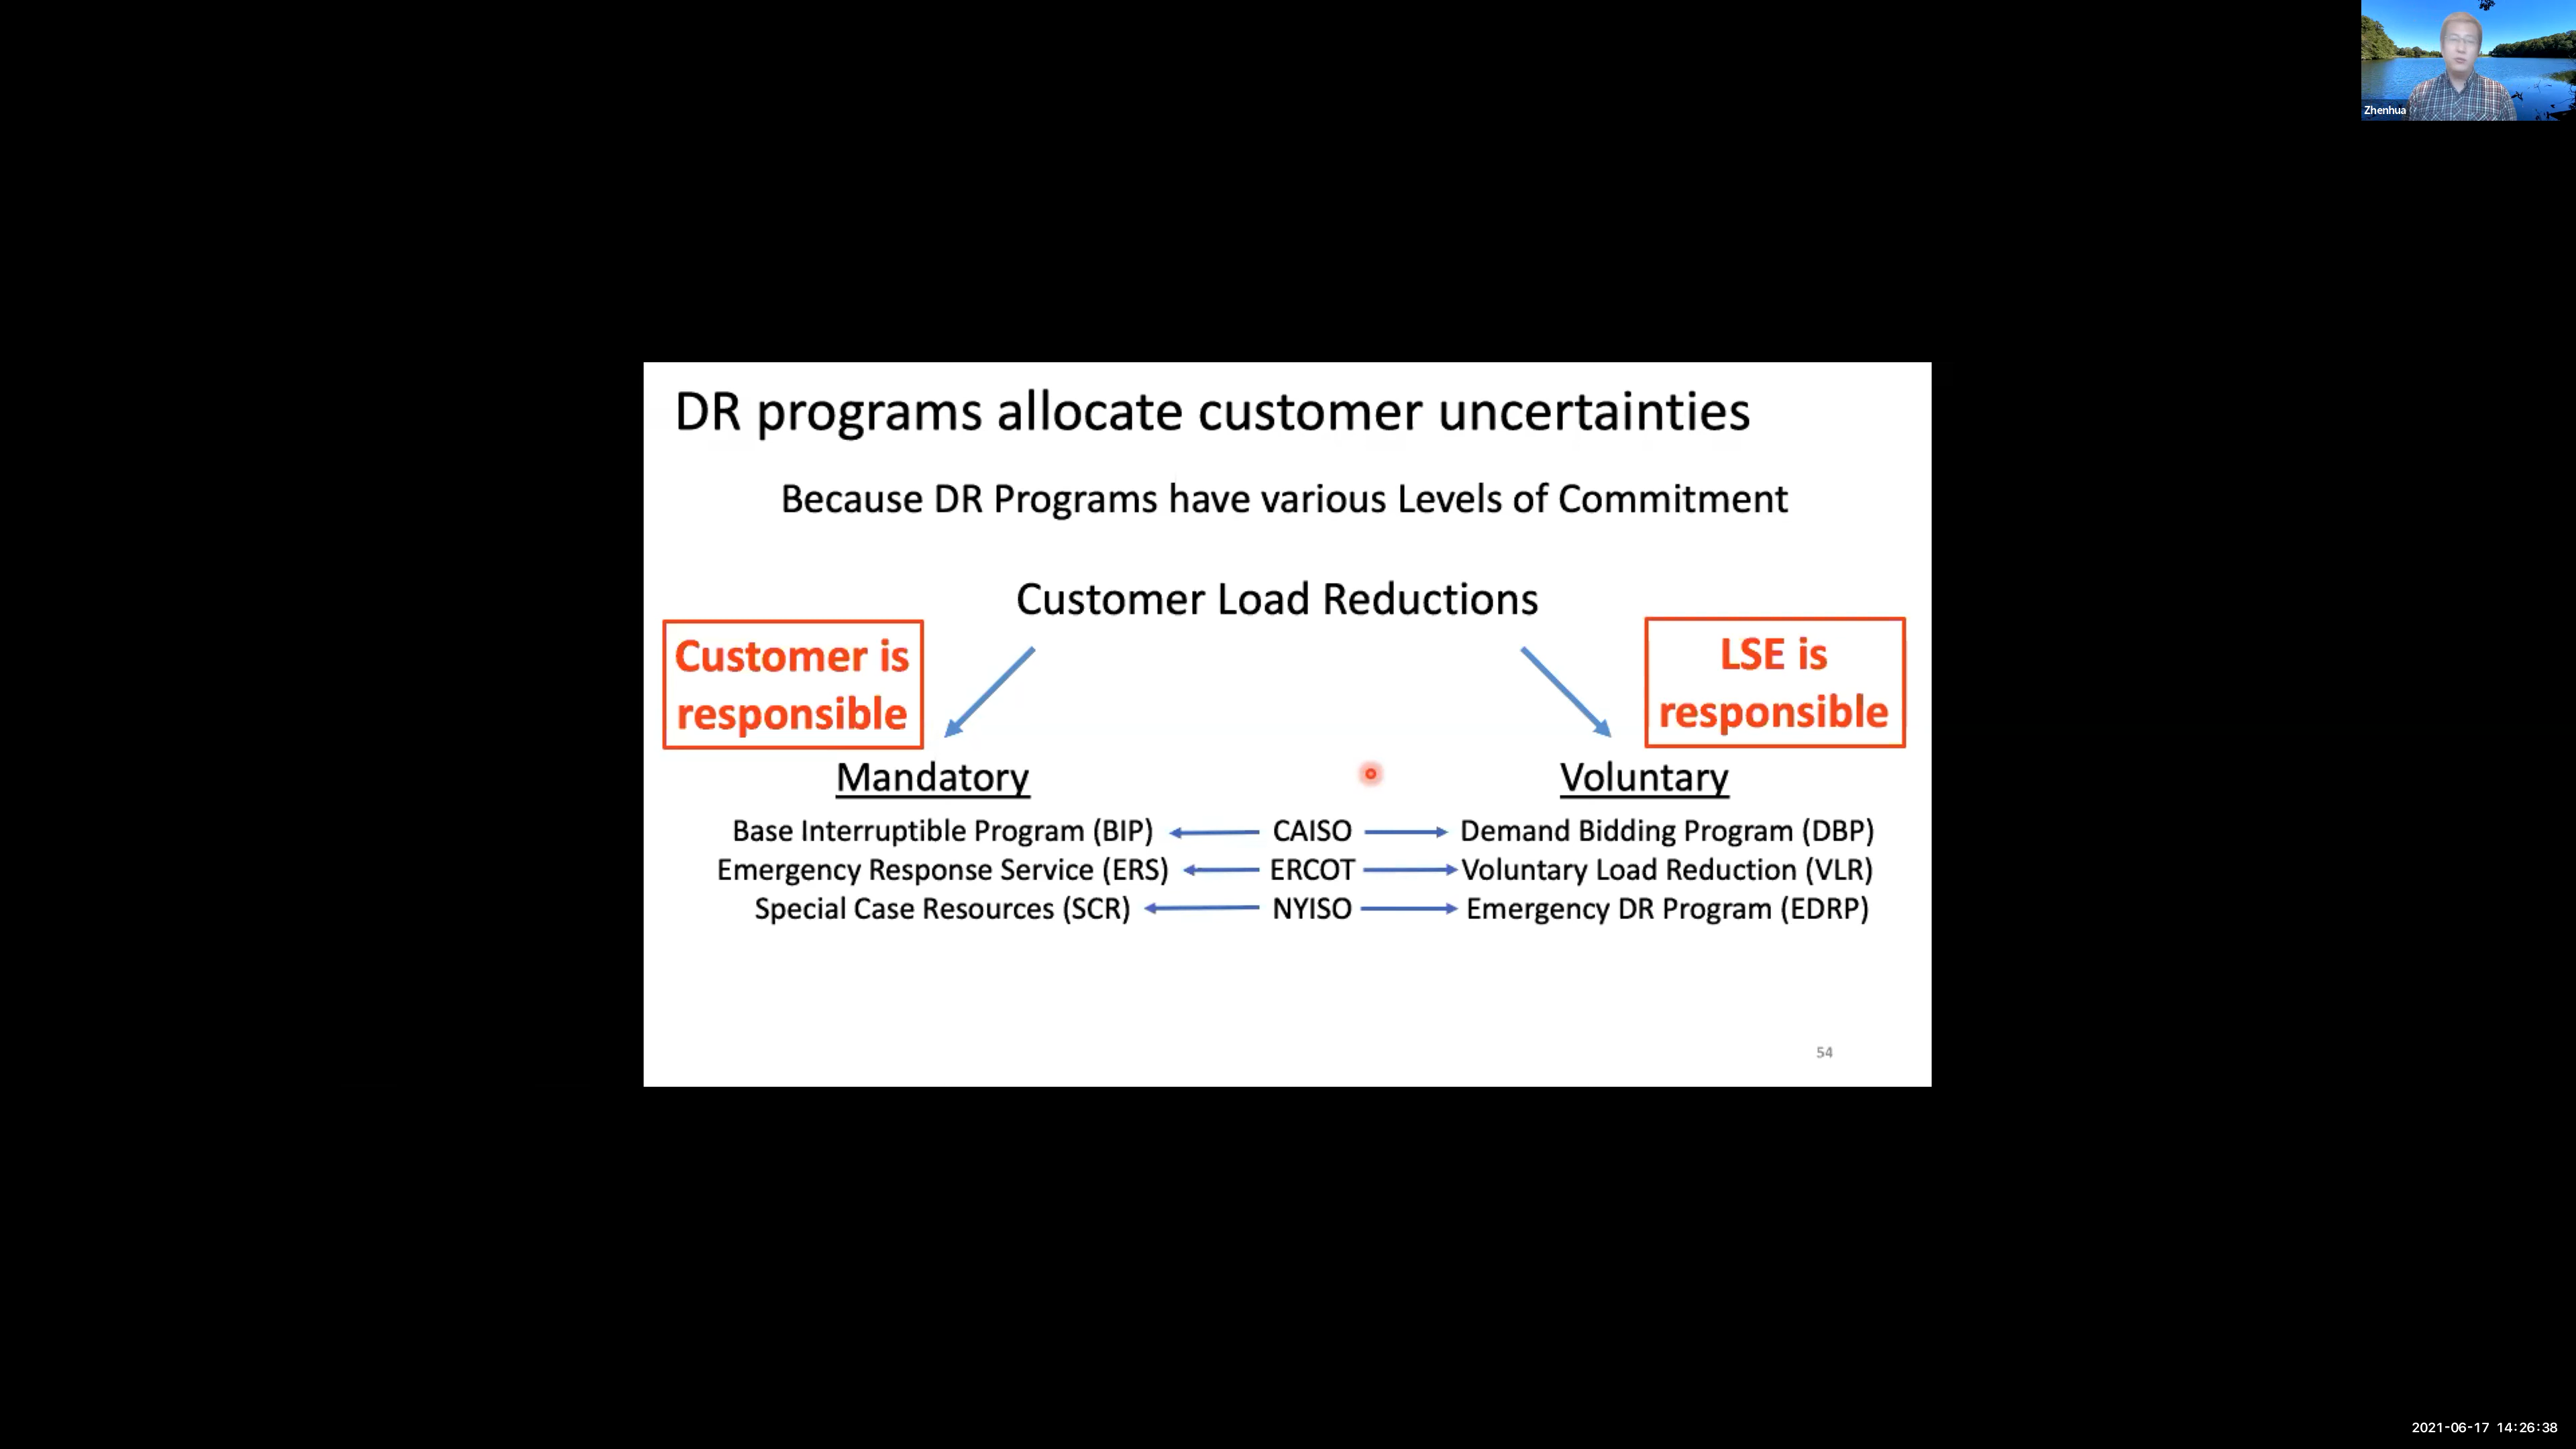 Zhenhua
DR programs allocate customer uncertainties
Because DR Programs have various Levels of Commitment
Customer Load Reductions
Customer is
responsible
LSE is
responsible
Mandatory
Voluntary
Base Interruptible Program (BIP) CAISO Demand Bidding Program (DBP)
Emergency Response Service (ERS) ERCOT Voluntary Load Reduction (VLR)
Special Case Resources (SCR) NYISO Emergency DR Program (EDRP)
54
2021-06-17 14:26:38